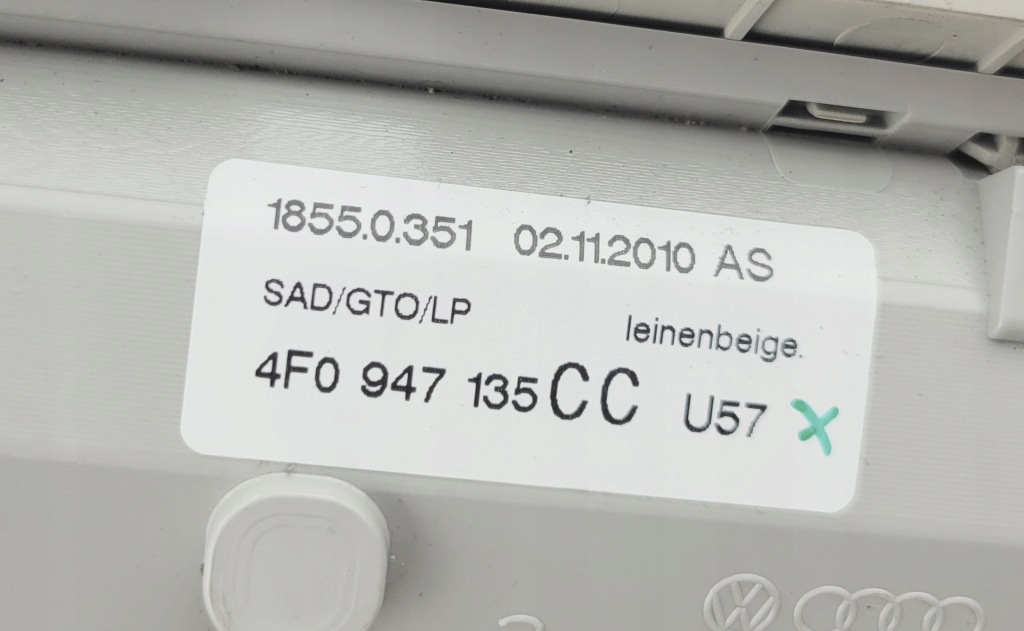 1855.0.351 02.11.2010 AS
SAD/GTO/LP leinenbeige.
4F0 947 135 CC U57 X